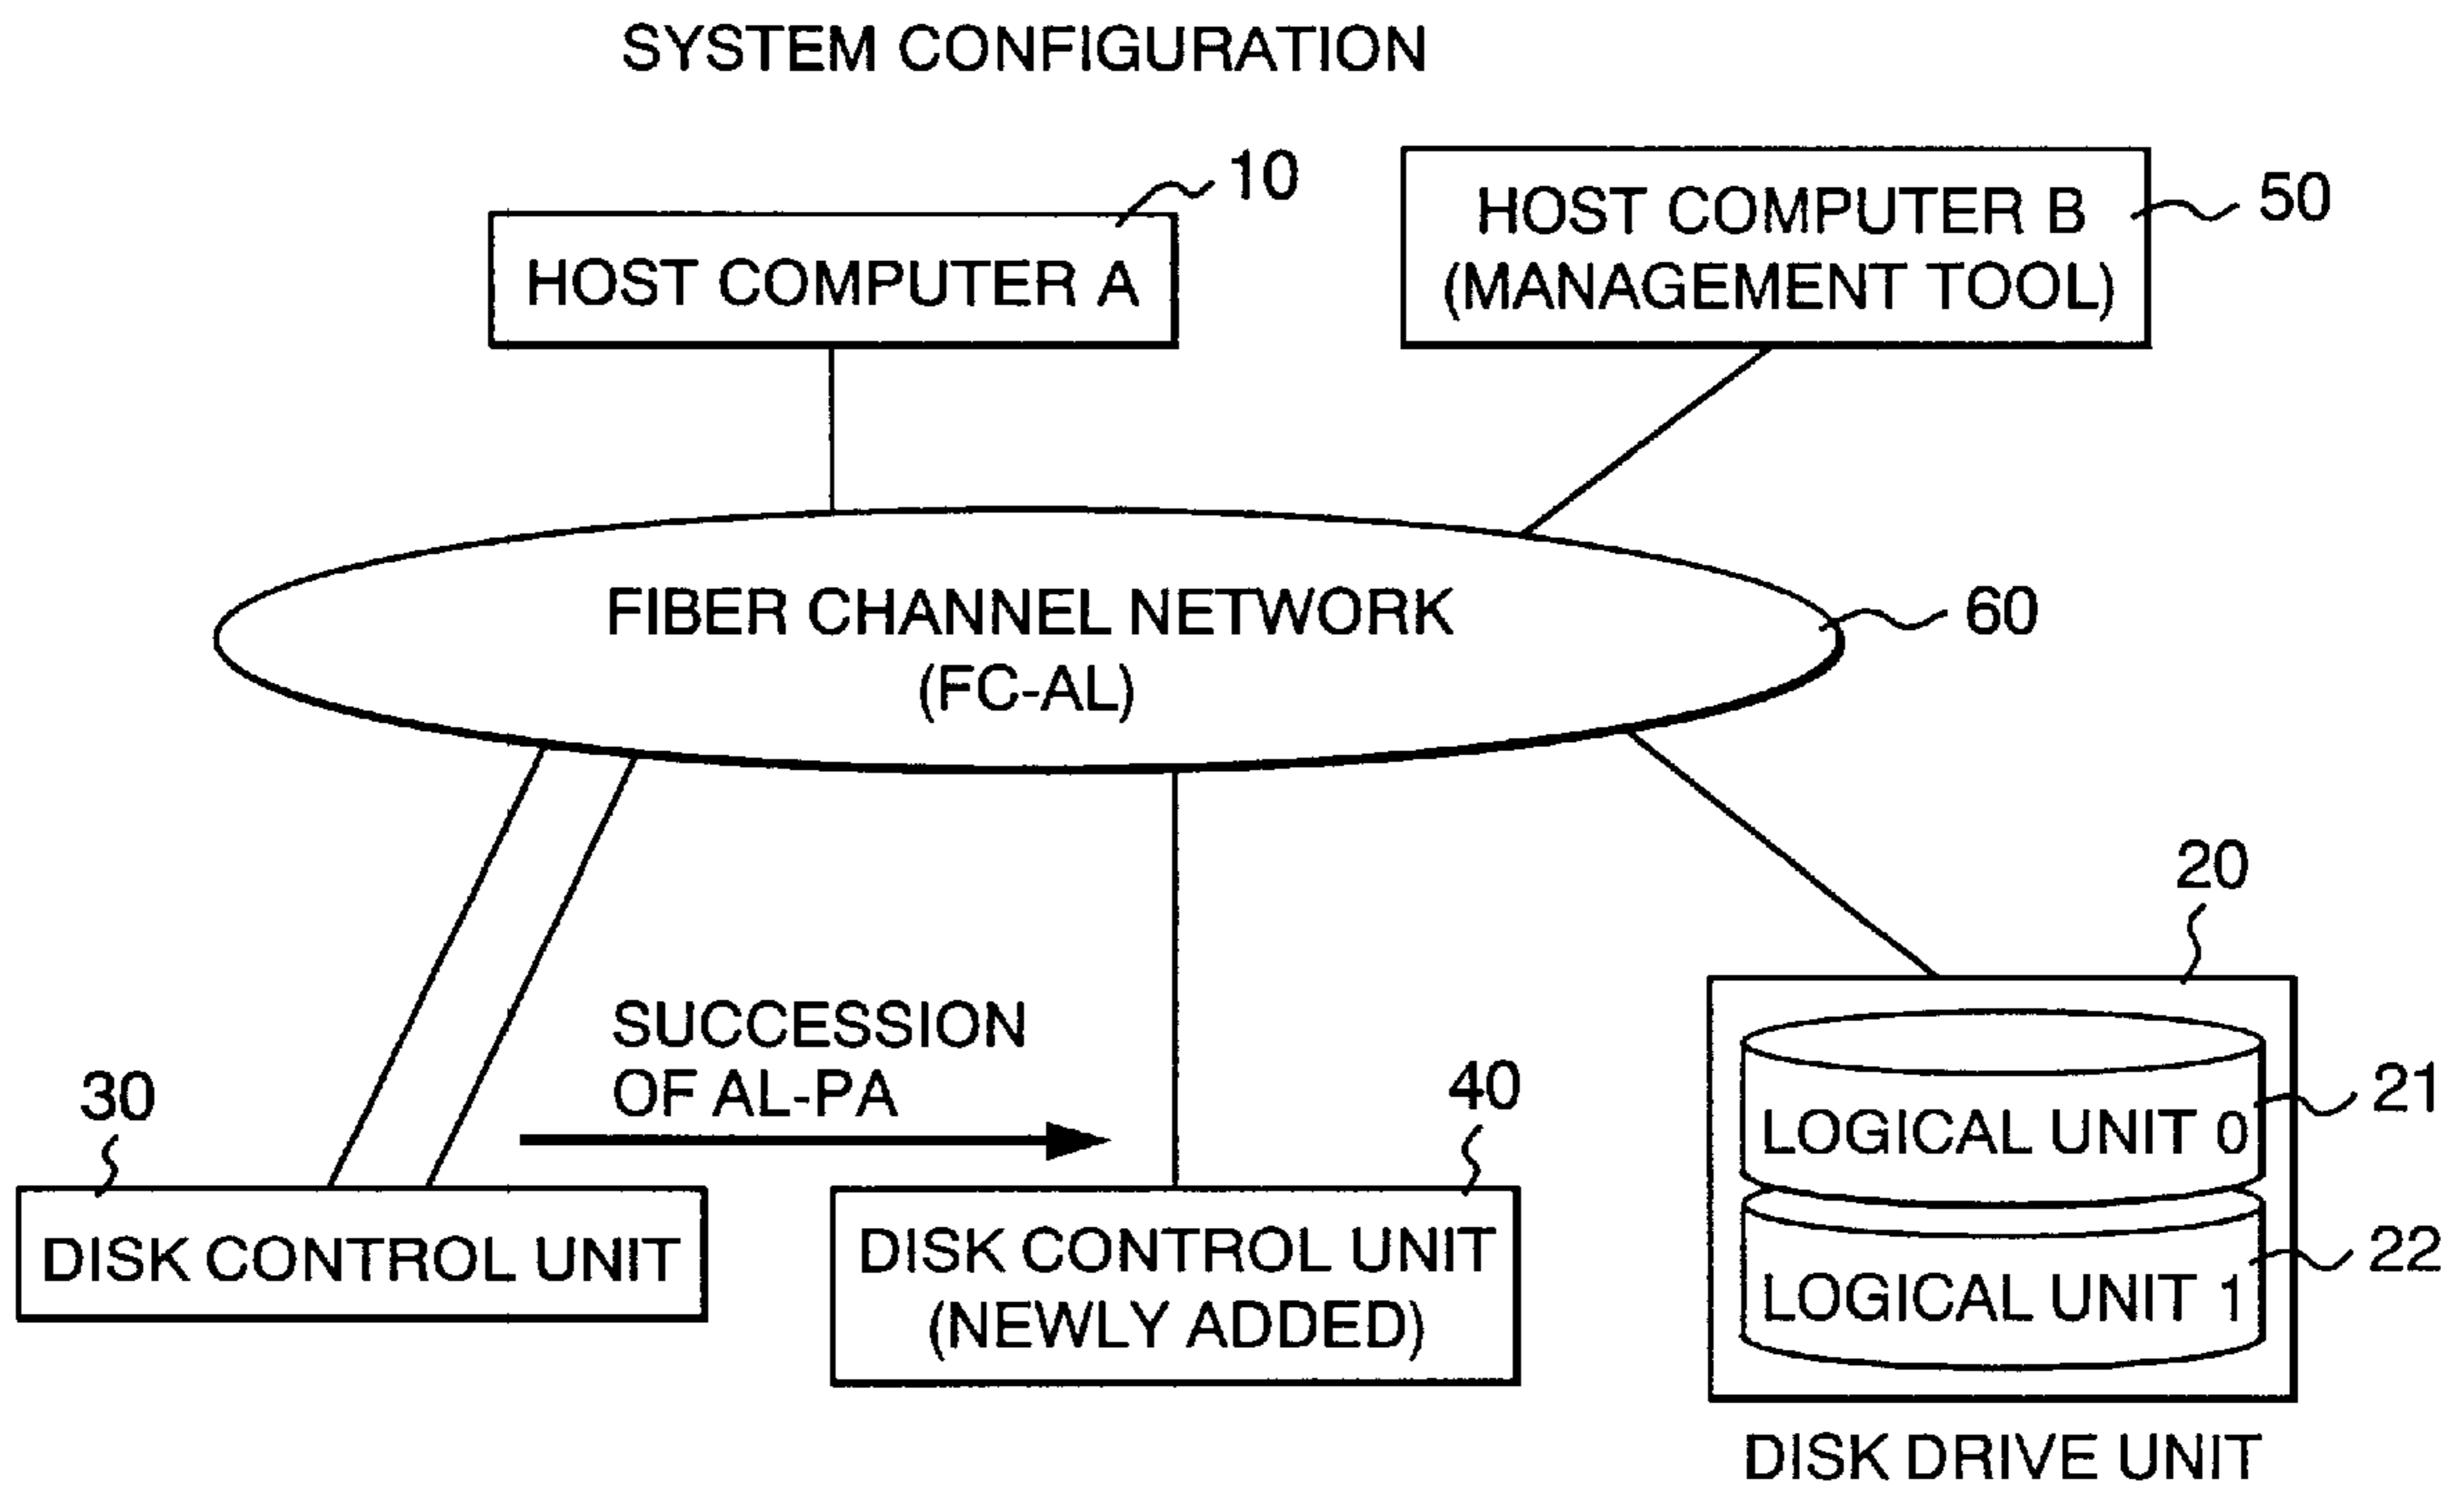 SYSTEM CONFIGURATION
10
HOST COMPUTER A
HOST COMPUTER B
(MANAGEMENT TOOL)
50
FIBER CHANNEL NETWORK
(FC-AL)
60
20
SUCCESSION
OF AL-PA
30
40
DISK CONTROL UNIT
DISK CONTROL UNIT
(NEWLY ADDED)
LOGICAL UNIT 0
21
LOGICAL UNIT 1
22
DISK DRIVE UNIT